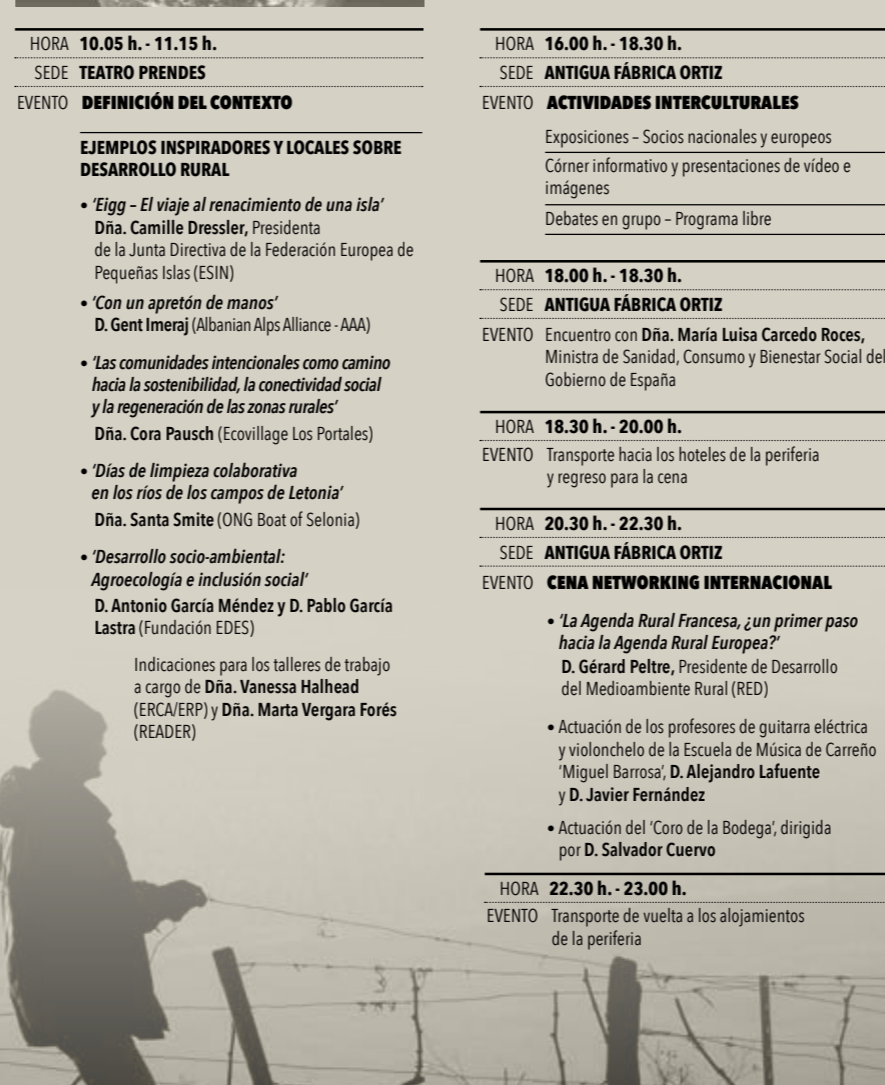 HORA 10.05 h. - 11.15 h.
SEDE TEATRO PRENDES
EVENTO DEFINICIÓN DEL CONTEXTO
EJEMPLOS INSPIRADORES Y LOCALES SOBRE
DESARROLLO RURAL
• ‘Eigg – El viaje al renacimiento de una isla’
Dña. Camille Dressler, Presidenta
de la Junta Directiva de la Federación Europea de
Pequeñas Islas (ESIN)
• ‘Con un apretón de manos’
D. Gent Imeraj (Albanian Alps Alliance - AAA)
• ‘Las comunidades intencionales como camino
hacia la sostenibilidad, la conectividad social
y la regeneración de las zonas rurales’
Dña. Cora Pausch (Ecovillage Los Portales)
• ‘Días de limpieza colaborativa
en los ríos de los campos de Letonia’
Dña. Santa Smite (ONG Boat of Selonia)
• ‘Desarrollo socio-ambiental:
Agroecología e inclusión social’
D. Antonio García Méndez y D. Pablo García
Lastra (Fundación EDES)
Indicaciones para los talleres de trabajo
a cargo de Dña. Vanessa Halhead
(ERCA/ERP) y Dña. Marta Vergara Forés
(READER)
HORA 16.00 h. - 18.30 h.
SEDE ANTIGUA FÁBRICA ORTIZ
EVENTO ACTIVIDADES INTERCULTURALES
Exposiciones – Socios nacionales y europeos
Córner informativo y presentaciones de vídeo e
imágenes
Debates en grupo – Programa libre
HORA 18.00 h. - 18.30 h.
SEDE ANTIGUA FÁBRICA ORTIZ
EVENTO Encuentro con Dña. María Luisa Carcedo Roces,
Ministra de Sanidad, Consumo y Bienestar Social del
Gobierno de España
HORA 18.30 h. - 20.00 h.
EVENTO Transporte hacia los hoteles de la periferia
y regreso para la cena
HORA 20.30 h. - 22.30 h.
SEDE ANTIGUA FÁBRICA ORTIZ
EVENTO CENA NETWORKING INTERNACIONAL
• ‘La Agenda Rural Francesa, ¿un primer paso
hacia la Agenda Rural Europea?’
D. Gérard Peltre, Presidente de Desarrollo
del Medioambiente Rural (RED)
• Actuación de los profesores de guitarra eléctrica
y violonchelo de la Escuela de Música de Carreño
‘Miguel Barrosa’, D. Alejandro Lafuente
y D. Javier Fernández
• Actuación del ‘Coro de la Bodega’, dirigida
por D. Salvador Cuervo
HORA 22.30 h. - 23.00 h.
EVENTO Transporte de vuelta a los alojamientos
de la periferia